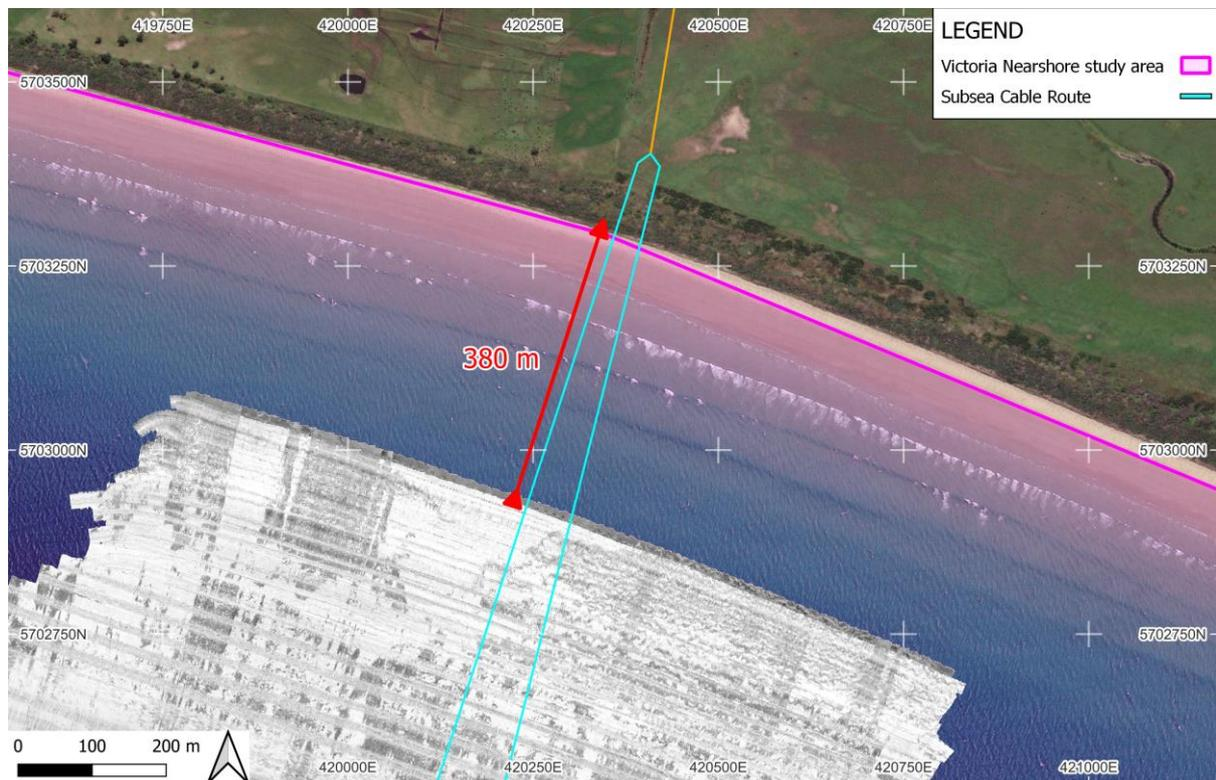 419750E 420000E 420250E 420500E 420750E
LEGEND
Victoria Nearshore study area
Subsea Cable Route
5703500N
5703250N 5703250N
380 m
5703000N 5703000N
5702750N 5702750N
0 100 200 m
420000E 420250E 420500E 420750E 421000E